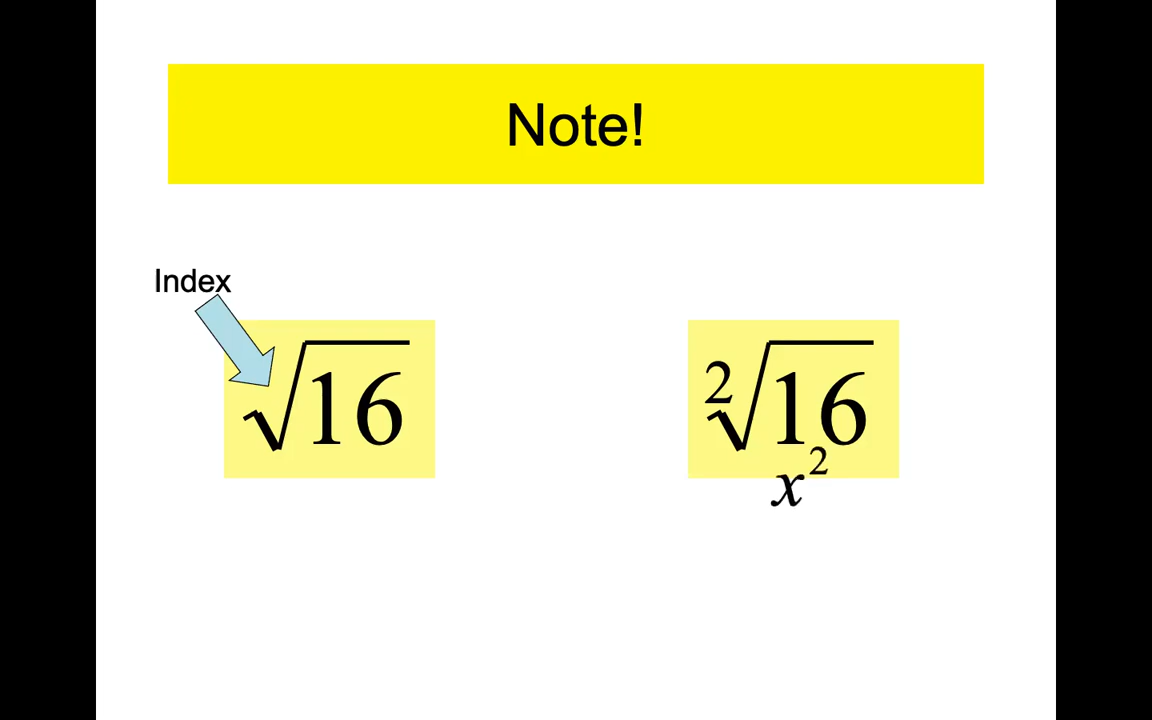 Note!
Index
√16
²√16
x²